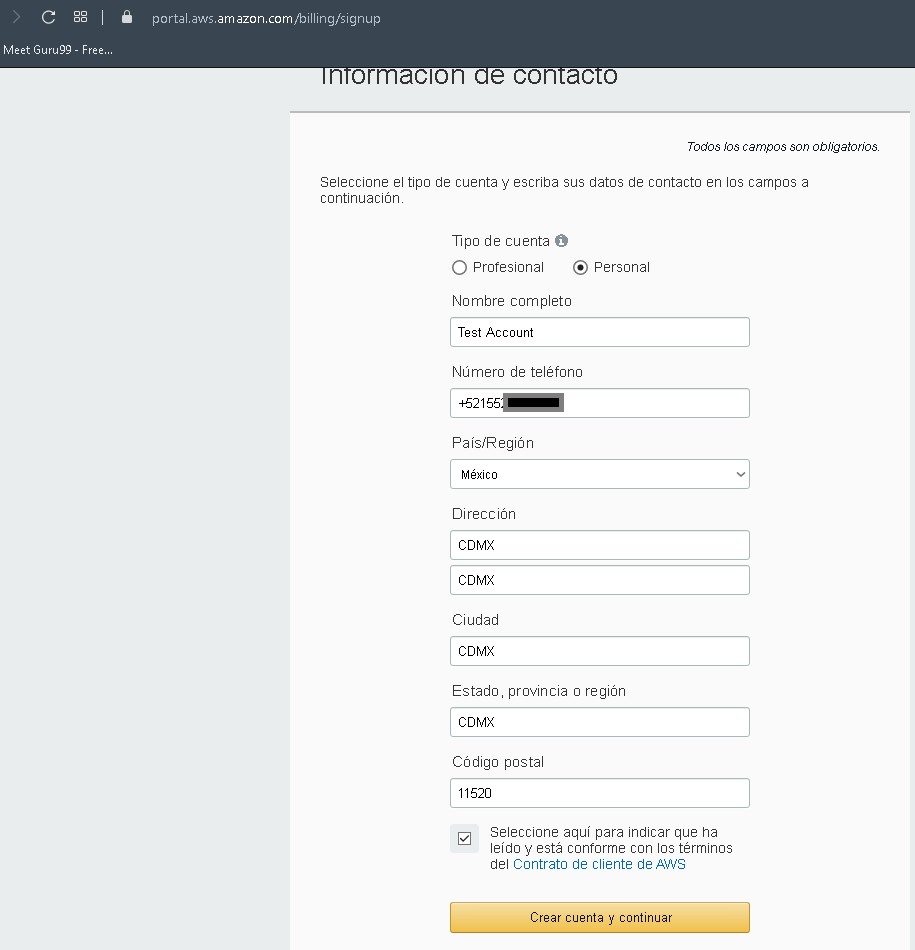 portal.aws.amazon.com/billing/signup
Meet Guru99 - Free...
Información de contacto
Todos los campos son obligatorios.
Seleccione el tipo de cuenta y escriba sus datos de contacto en los campos a
continuación.
Tipo de cuenta
Profesional Personal
Nombre completo
Test Account
Número de teléfono
+52155
País/Región
México
Dirección
CDMX
CDMX
Ciudad
CDMX
Estado, provincia o región
CDMX
Código postal
11520
Seleccione aquí para indicar que ha
leído y está conforme con los términos
del Contrato de cliente de AWS
Crear cuenta y continuar